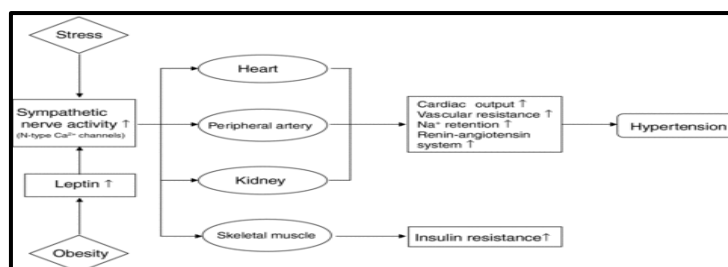 Stress
Sympathetic
nerve activity ↑
(N-type Ca²⁺ channels)
Leptin ↑
Obesity
Heart
Peripheral artery
Kidney
Skeletal muscle
Cardiac output ↑
Vascular resistance ↑
Na⁺ retention ↑
Renin-angiotensin
system ↑
Insulin resistance↑
Hypertension